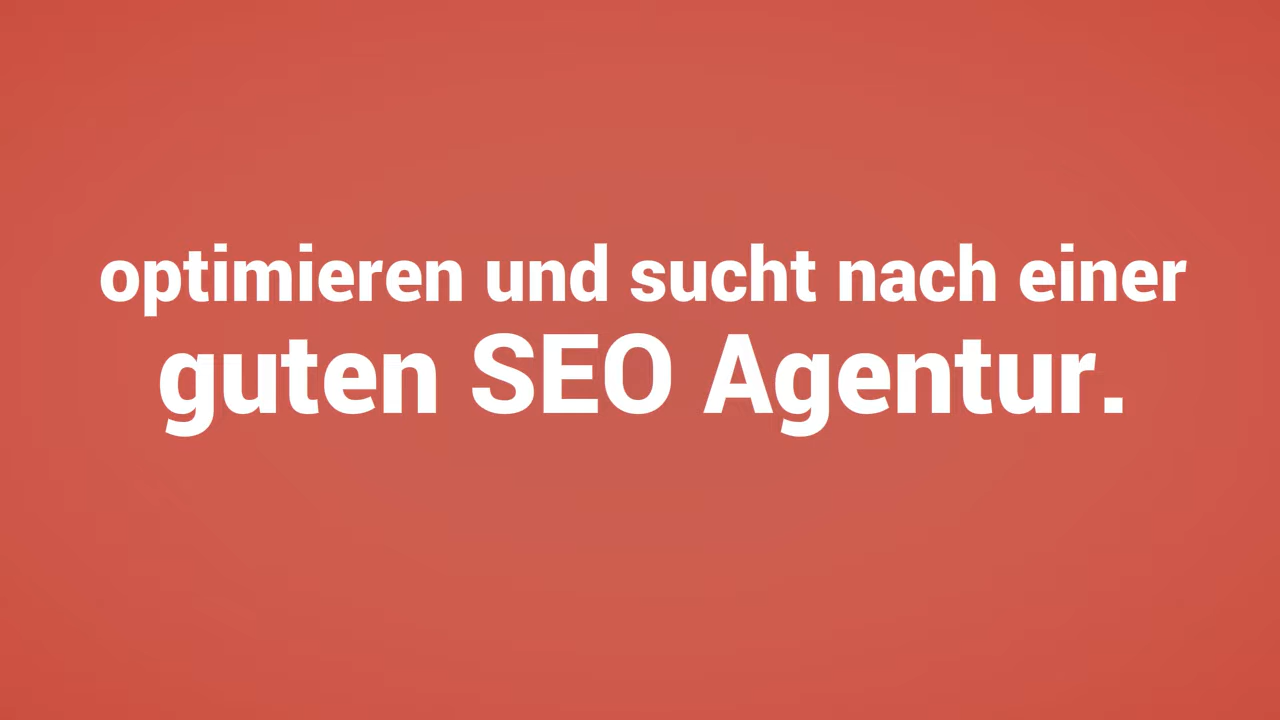 optimieren und sucht nach einer
guten SEO Agentur.